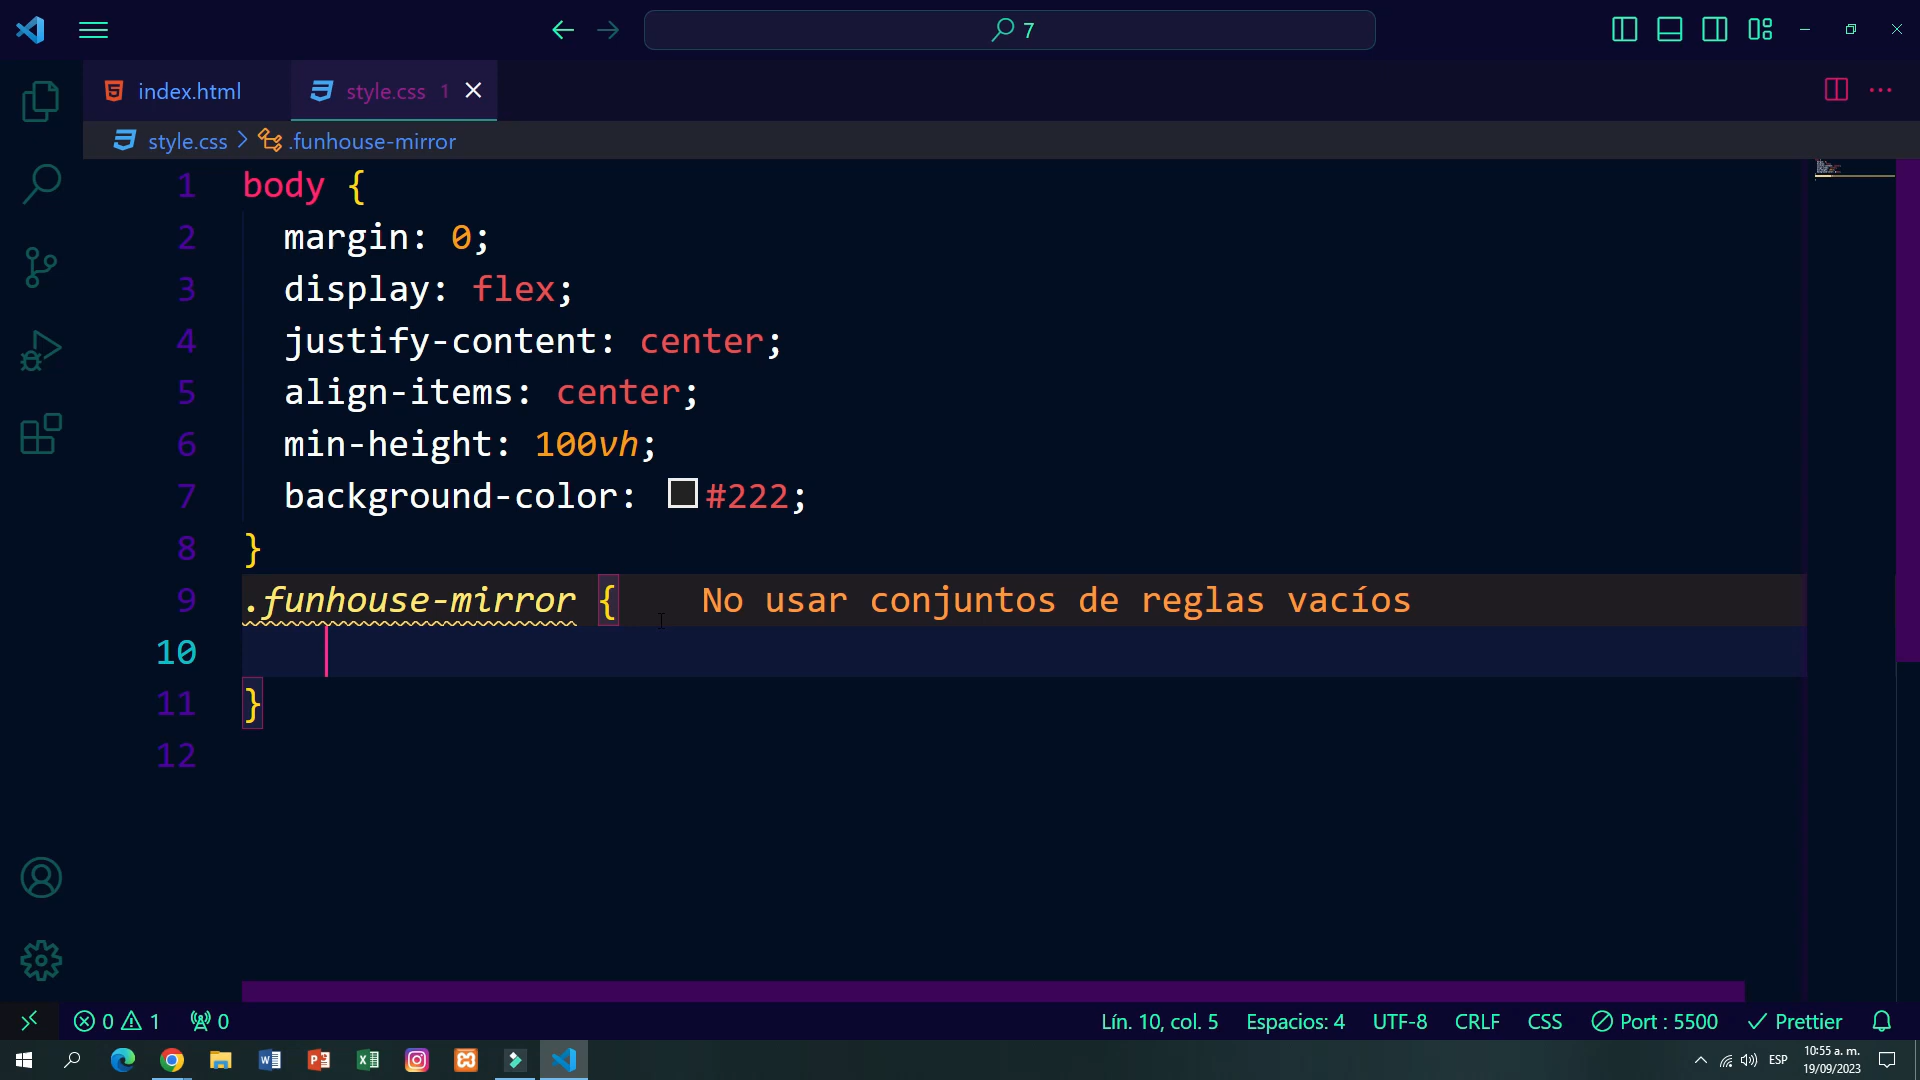 7
index.html
style.css 1
style.css > .funhouse-mirror
1 body {
2 margin: 0;
3 display: flex;
4 justify-content: center;
5 align-items: center;
6 min-height: 100vh;
7 background-color: #222;
8 }
9 .funhouse-mirror { No usar conjuntos de reglas vacíos
10
11 }
12
0 1 0 Lín. 10, col. 5 Espacios: 4 UTF-8 CRLF CSS Port : 5500 Prettier
ESP 10:55 a. m.
19/09/2023